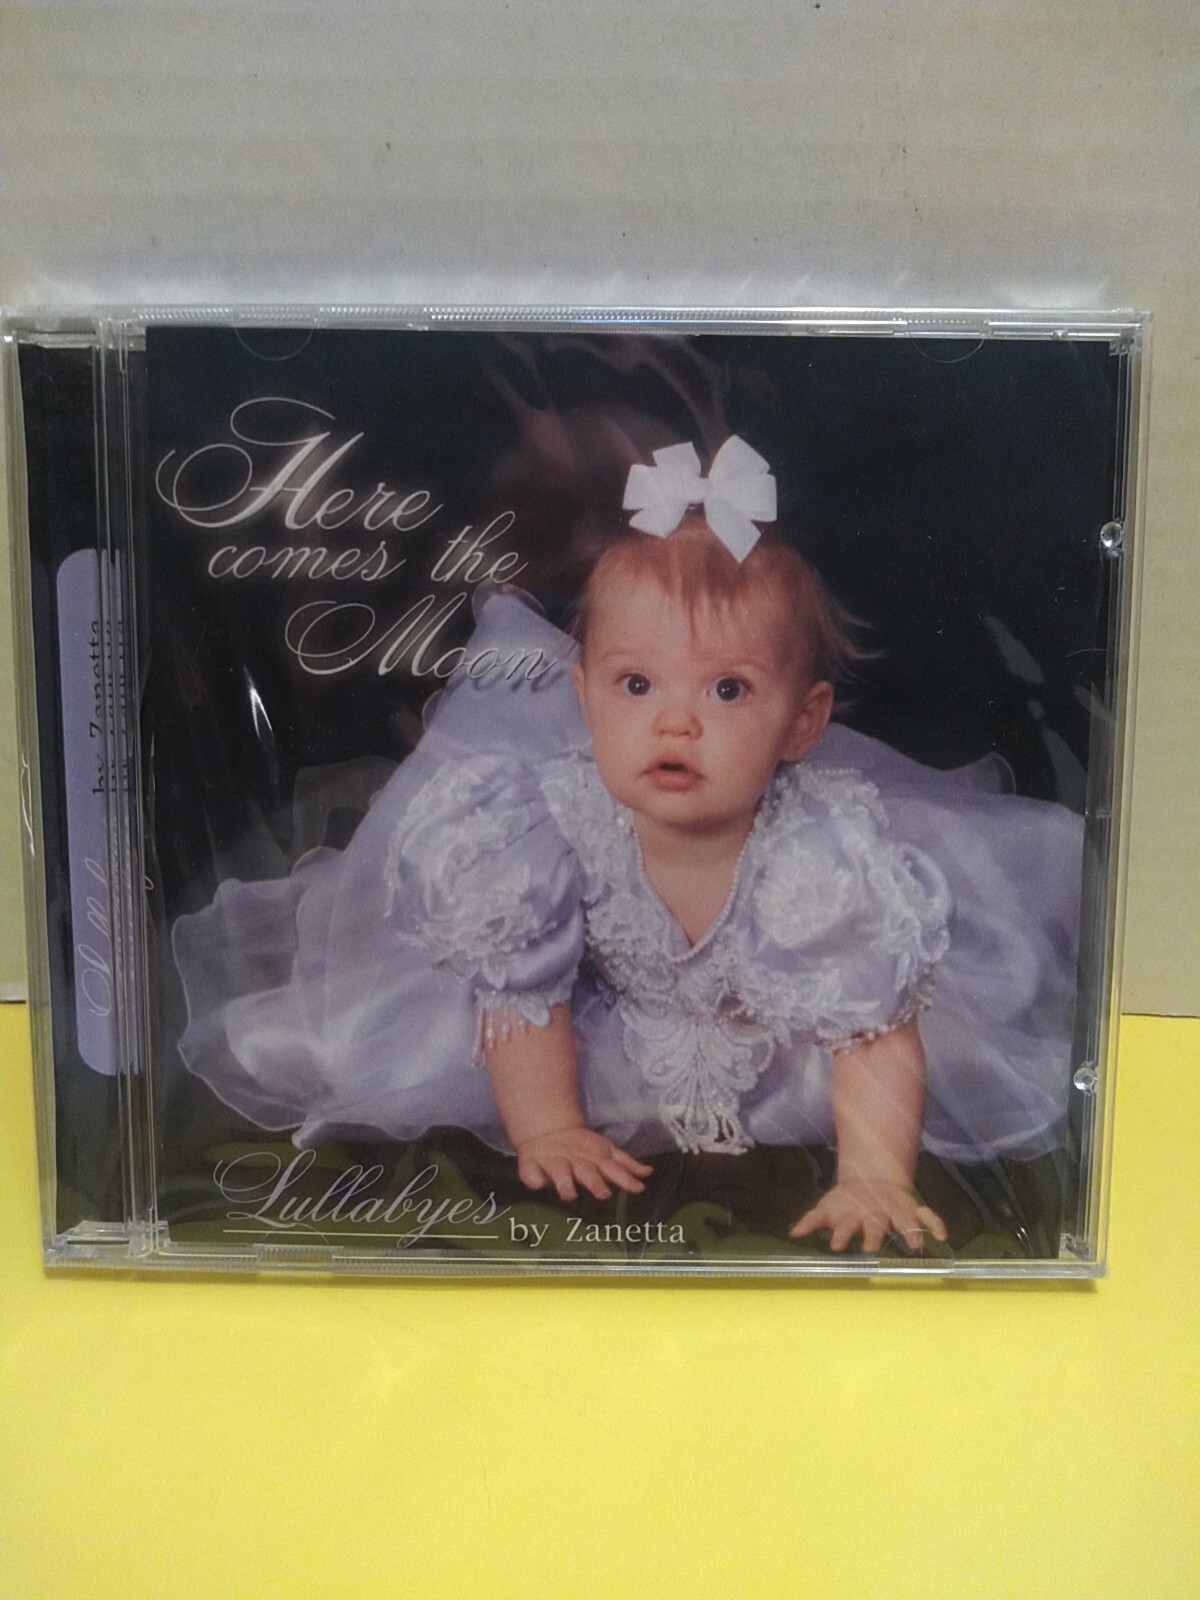 Here
comes the
Moon
Lullabyes
by Zanetta
by Zanetta